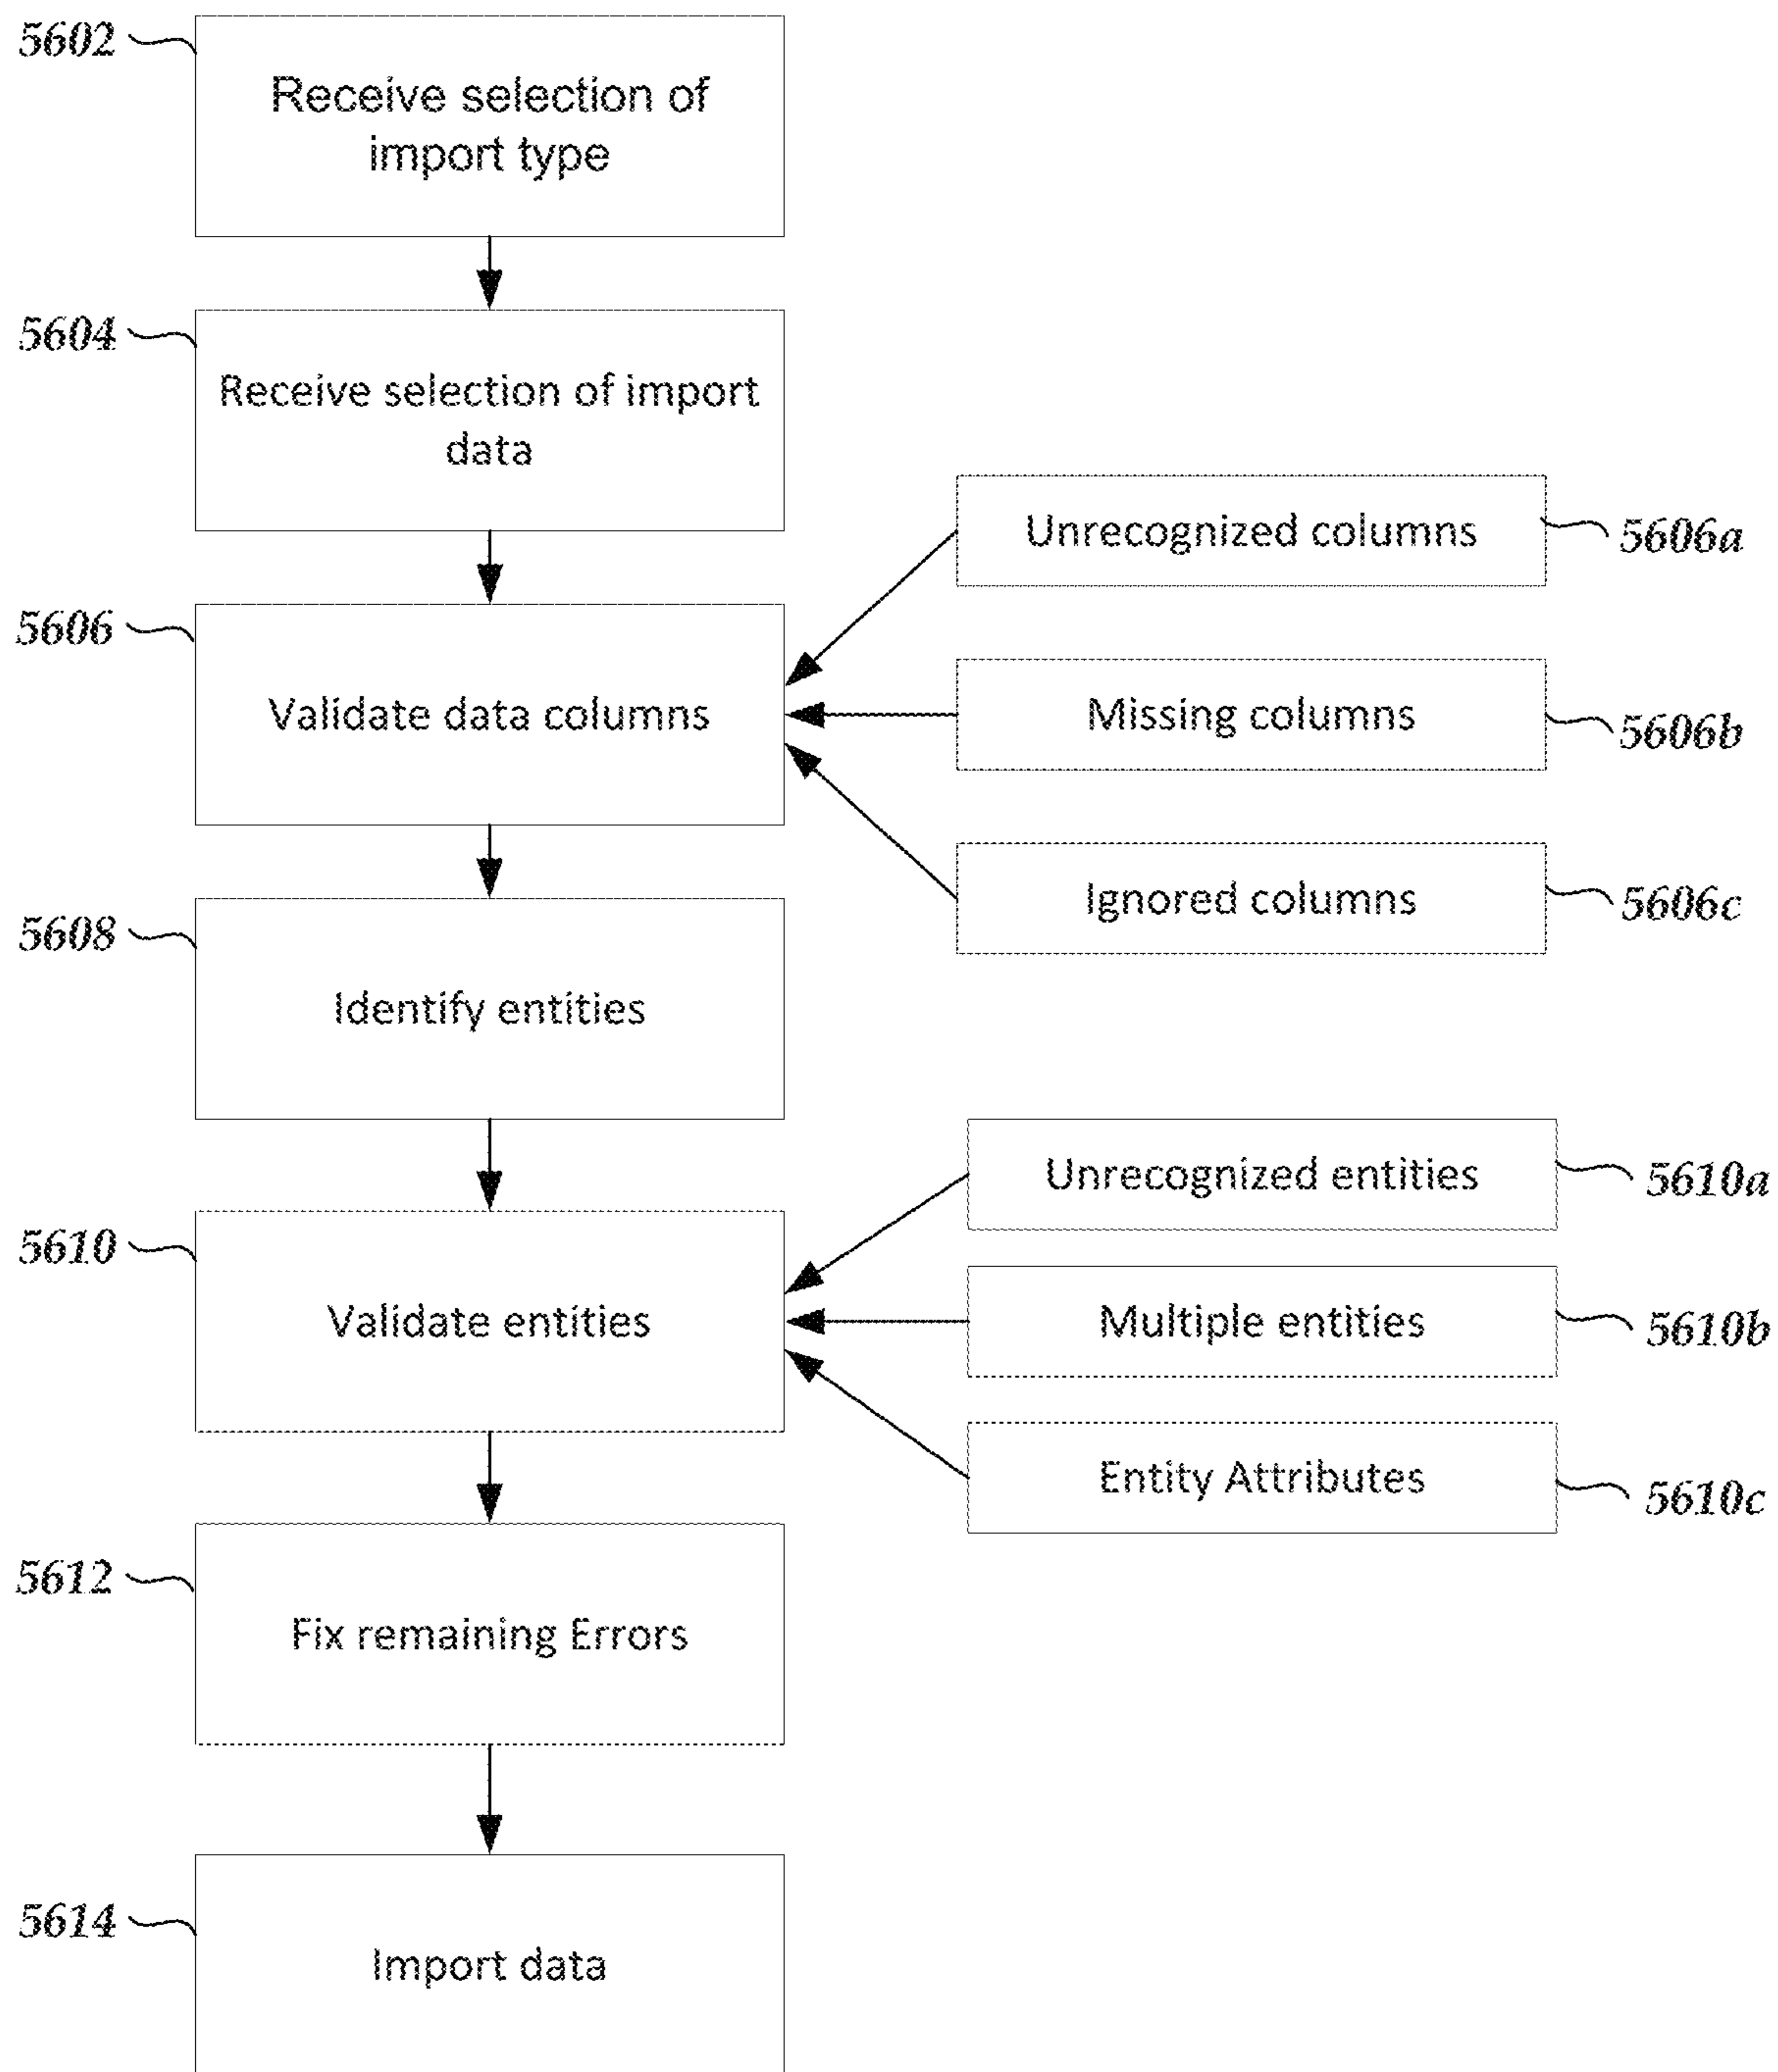 5602
Receive selection of
import type
5604
Receive selection of import
data
Unrecognized columns
5606a
5606
Validate data columns
Missing columns
5606b
Ignored columns
5606c
5608
Identify entities
Unrecognized entities
5610a
5610
Validate entities
Multiple entities
5610b
Entity Attributes
5610c
5612
Fix remaining Errors
5614
Import data